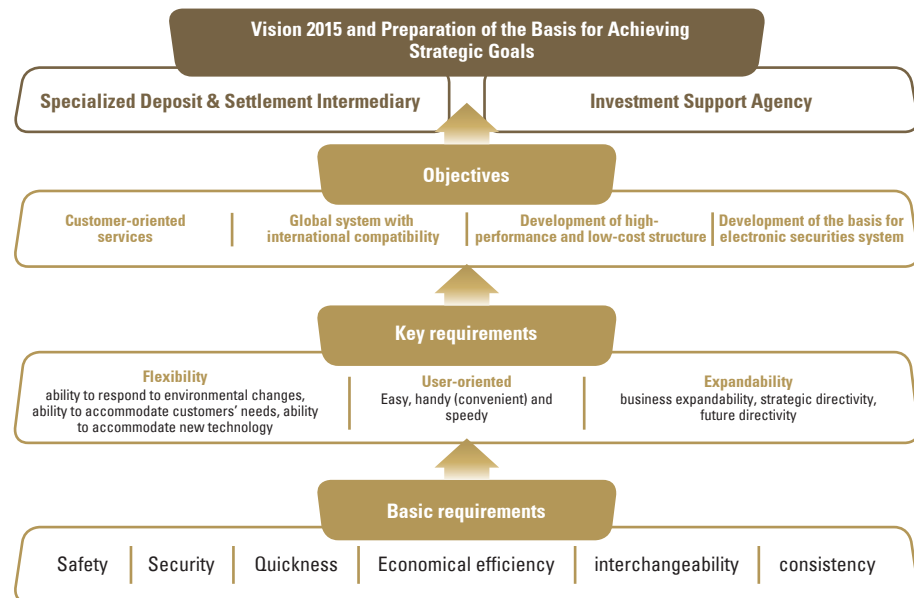 Vision 2015 and Preparation of the Basis for Achieving
Strategic Goals
Specialized Deposit & Settlement Intermediary
Investment Support Agency
Objectives
Customer-oriented
services
Global system with
international compatibility
Development of high-
performance and low-cost structure
Development of the basis for
electronic securities system
Key requirements
Flexibility
ability to respond to environmental changes,
ability to accommodate customers' needs, ability
to accommodate new technology
User-oriented
Easy, handy (convenient) and
speedy
Expandability
business expandability, strategic directivity,
future directivity
Basic requirements
Safety
Security
Quickness
Economical efficiency
interchangeability
consistency